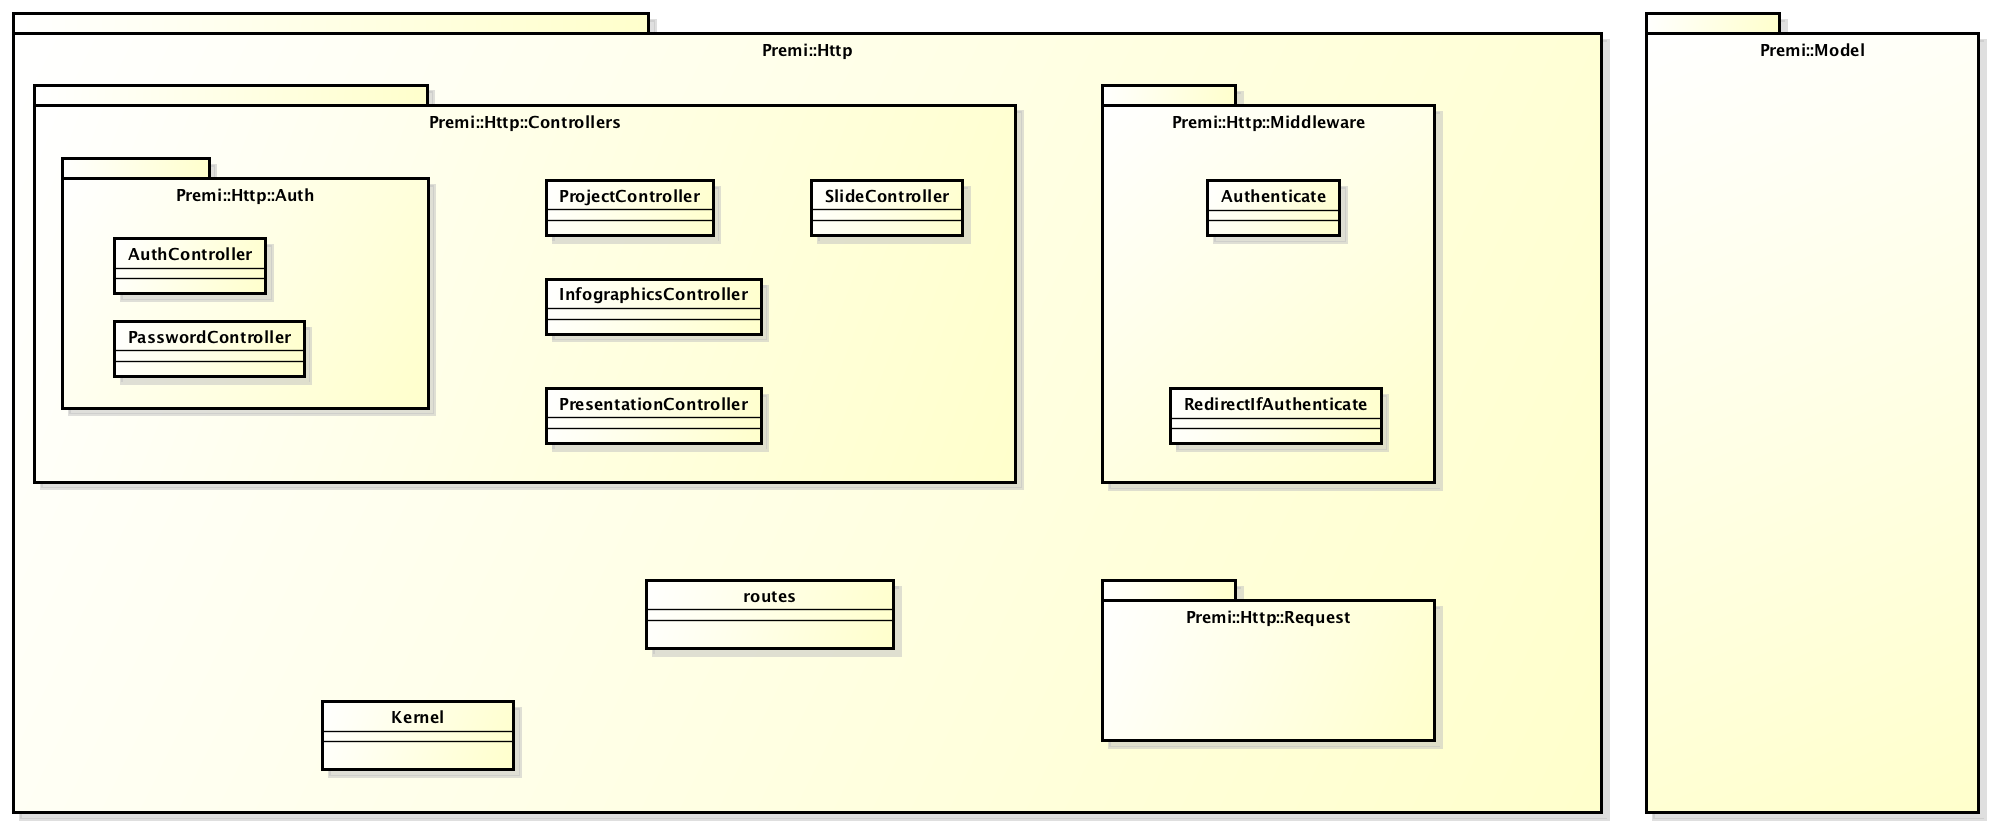 Premi::Http
Premi::Model
Premi::Http::Controllers
Premi::Http::Middleware
Premi::Http::Auth
ProjectController
SlideController
Authenticate
AuthController
InfographicsController
PasswordController
PresentationController
RedirectIfAuthenticate
routes
Premi::Http::Request
Kernel